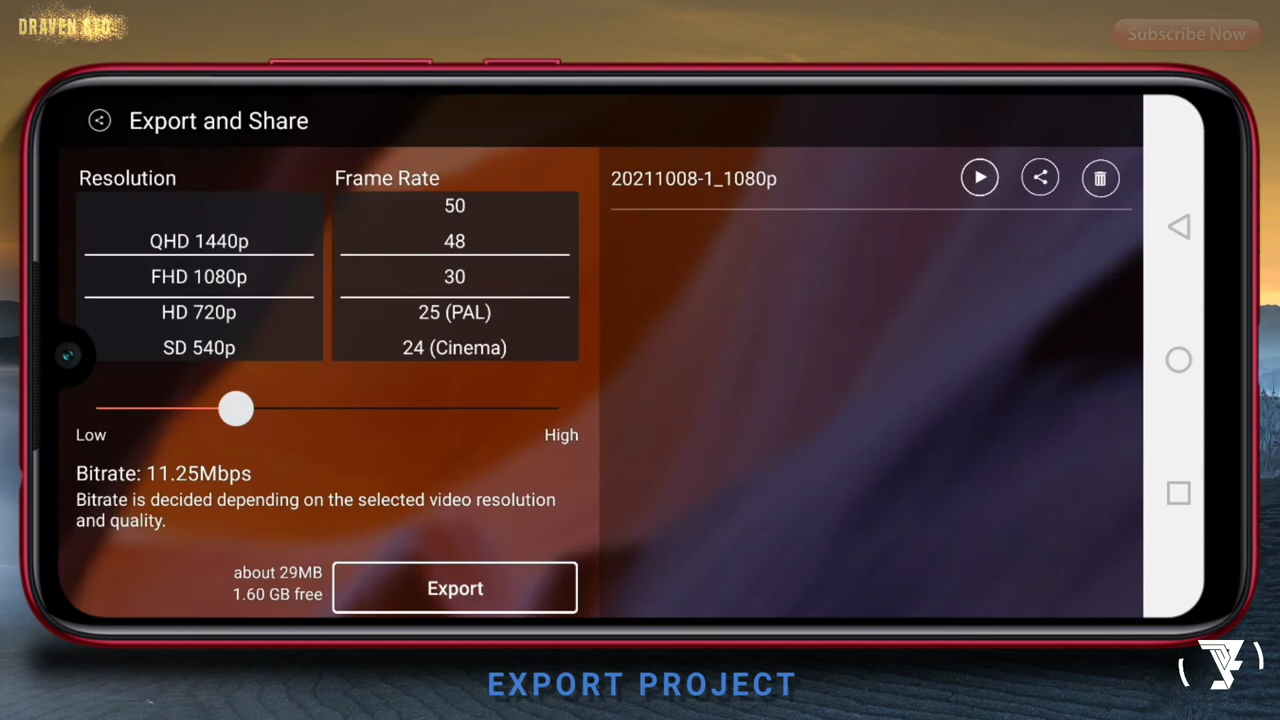 DRAVEN STO
Subscribe Now
Export and Share
Resolution
QHD 1440p
FHD 1080p
HD 720p
SD 540p
Frame Rate
50
48
30
25 (PAL)
24 (Cinema)
20211008-1_1080p
Low
High
Bitrate: 11.25Mbps
Bitrate is decided depending on the selected video resolution
and quality.
about 29MB
1.60 GB free
Export
EXPORT PROJECT